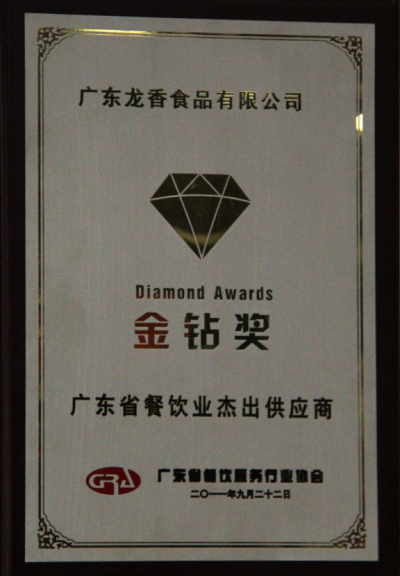 广东龙香食品有限公司
Diamond Awards
金钻奖
广东省餐饮业杰出供应商
GRA
广东省餐饮服务行业协会
二〇一一年九月二十二日